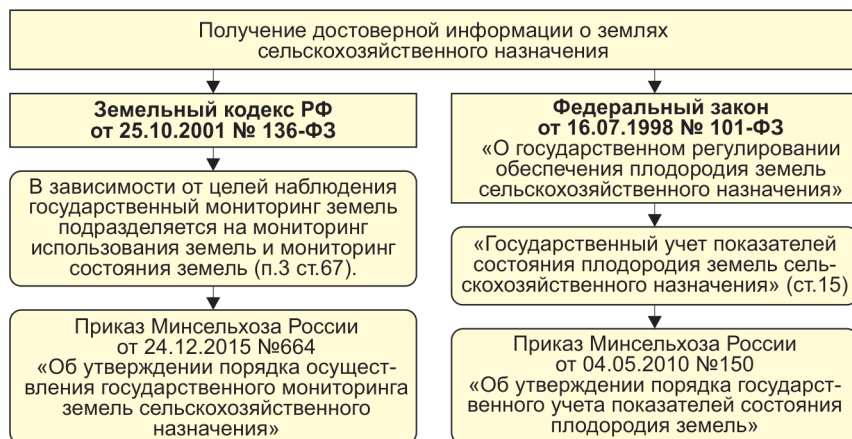 Получение достоверной информации о землях
сельскохозяйственного назначения
Земельный кодекс РФ
от 25.10.2001 № 136-ФЗ
В зависимости от целей наблюдения
государственный мониторинг земель
подразделяется на мониторинг
использования земель и мониторинг
состояния земель (п.3 ст.67).
Приказ Минсельхоза России
от 24.12.2015 №664
«Об утверждении порядка осущест-
вления государственного мониторинга
земель сельскохозяйственного
назначения»
Федеральный закон
от 16.07.1998 № 101-ФЗ
«О государственном регулировании
обеспечения плодородия земель
сельскохозяйственного назначения»
«Государственный учет показателей
состояния плодородия земель сель-
скохозяйственного назначения» (ст.15)
Приказ Минсельхоза России
от 04.05.2010 №150
«Об утверждении порядка государст-
венного учета показателей состояния
плодородия земель»